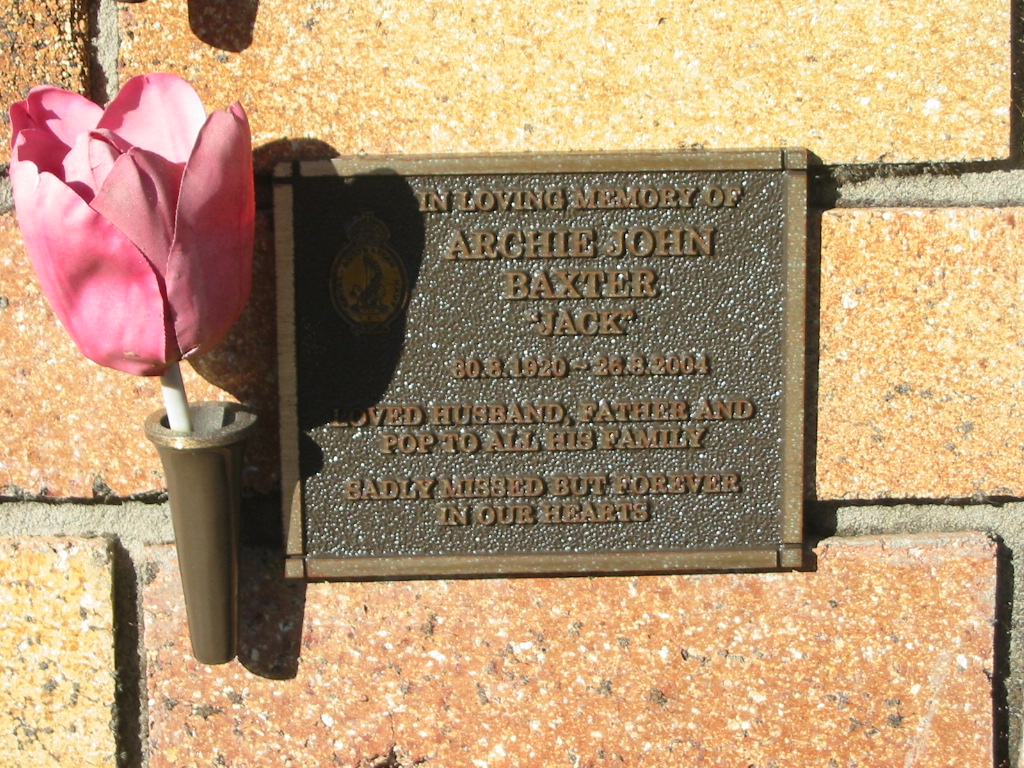 IN LOVING MEMORY OF
ARCHIE JOHN
BAXTER
"JACK"
30.8.1920 ~ 26.8.2004
LOVED HUSBAND, FATHER AND
POP TO ALL HIS FAMILY
SADLY MISSED BUT FOREVER
IN OUR HEARTS